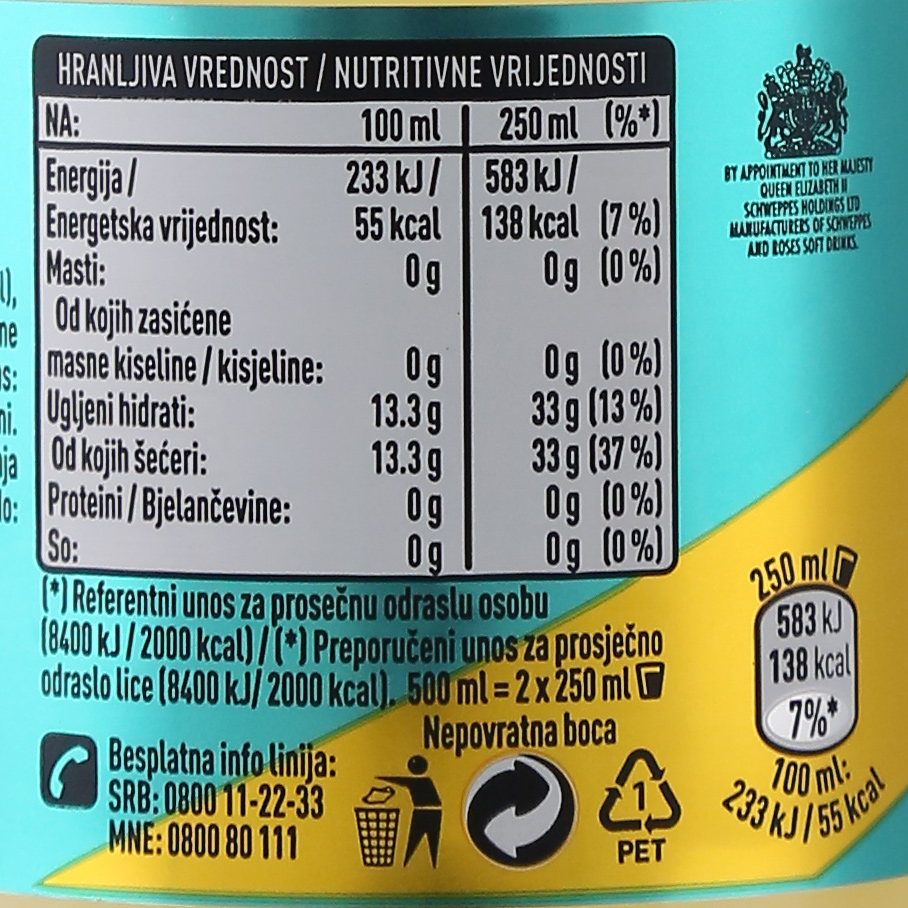 HRANLJIVA VREDNOST / NUTRITIVNE VRIJEDNOSTI
NA: 100 ml 250 ml (%*)
Energija / 233 kJ / 583 kJ /
Energetska vrijednost: 55 kcal 138 kcal (7 %)
Masti: 0 g 0 g (0 %)
Od kojih zasićene
masne kiseline / kisjeline: 0 g 0 g (0 %)
Ugljeni hidrati: 13.3 g 33 g (13 %)
Od kojih šećeri: 13.3 g 33 g (37 %)
Proteini / Bjelančevine: 0 g 0 g (0 %)
So: 0 g 0 g (0 %)
(*) Referentni unos za prosečnu odraslu osobu
(8400 kJ / 2000 kcal) / (*) Preporučeni unos za prosječno
odraslo lice (8400 kJ/ 2000 kcal). 500 ml = 2 x 250 ml
Nepovratna boca
Besplatna info linija:
SRB: 0800 11-22-33
MNE: 0800 80 111
1
PET
BY APPOINTMENT TO HER MAJESTY
QUEEN ELIZABETH II
SCHWEPPES HOLDINGS LTD
MANUFACTURERS OF SCHWEPPES
AND ROSES SOFT DRINKS.
250 ml
583 kJ
138 kcal
7%*
100 ml:
233 kJ / 55 kcal